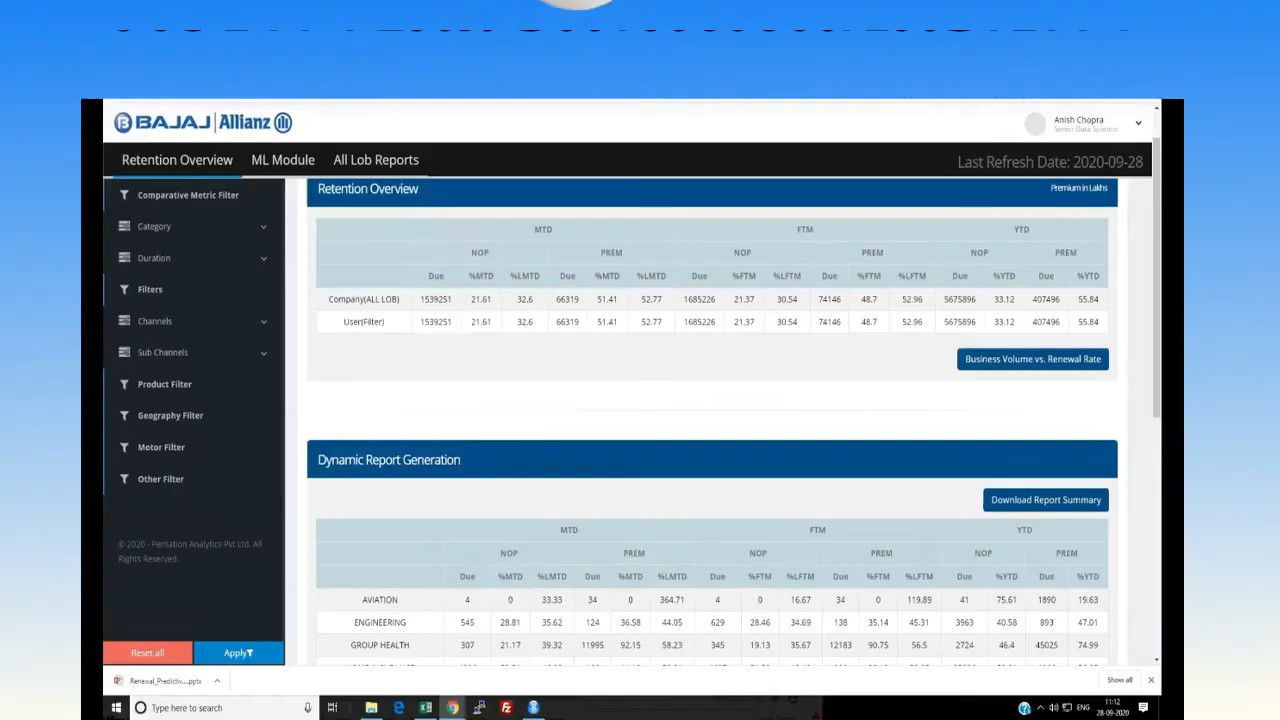 BAJAJ | Allianz
Anish Chopra
Senior Data Scientist
Retention Overview ML Module All Lob Reports
Last Refresh Date: 2020-09-28
Comparative Metric Filter
Category
Duration
Filters
Channels
Sub Channels
Product Filter
Geography Filter
Motor Filter
Other Filter
© 2020 - Pentation Analytics Pvt Ltd. All
Rights Reserved.
Reset all Apply
Retention Overview Premium in Lakhs
MTD FTM YTD
NOP PREM NOP PREM NOP PREM
Due %MTD %LMTD Due %MTD %LMTD Due %FTM %LFTM Due %FTM %LFTM Due %YTD Due %YTD
Company(ALL LOB) 1539251 21.61 32.6 66319 51.41 52.77 1685226 21.37 30.54 74146 48.7 52.96 5675896 33.12 407496 55.84
User(Filter) 1539251 21.61 32.6 66319 51.41 52.77 1685226 21.37 30.54 74146 48.7 52.96 5675896 33.12 407496 55.84
Business Volume vs. Renewal Rate
Dynamic Report Generation
Download Report Summary
MTD FTM YTD
NOP PREM NOP PREM NOP PREM
Due %MTD %LMTD Due %MTD %LMTD Due %FTM %LFTM Due %FTM %LFTM Due %YTD Due %YTD
AVIATION 4 0 33.33 34 0 364.71 4 0 16.67 34 0 119.89 41 75.61 1890 19.63
ENGINEERING 545 28.81 35.62 124 36.58 44.05 629 28.46 34.69 138 35.14 45.31 3963 40.58 893 47.01
GROUP HEALTH 307 21.17 39.32 11995 92.15 58.23 345 19.13 35.67 12183 90.75 56.5 2724 46.4 45025 74.99
Renewal_Predictiv....pptx
Show all
Type here to search
ENG
11:12
28-09-2020